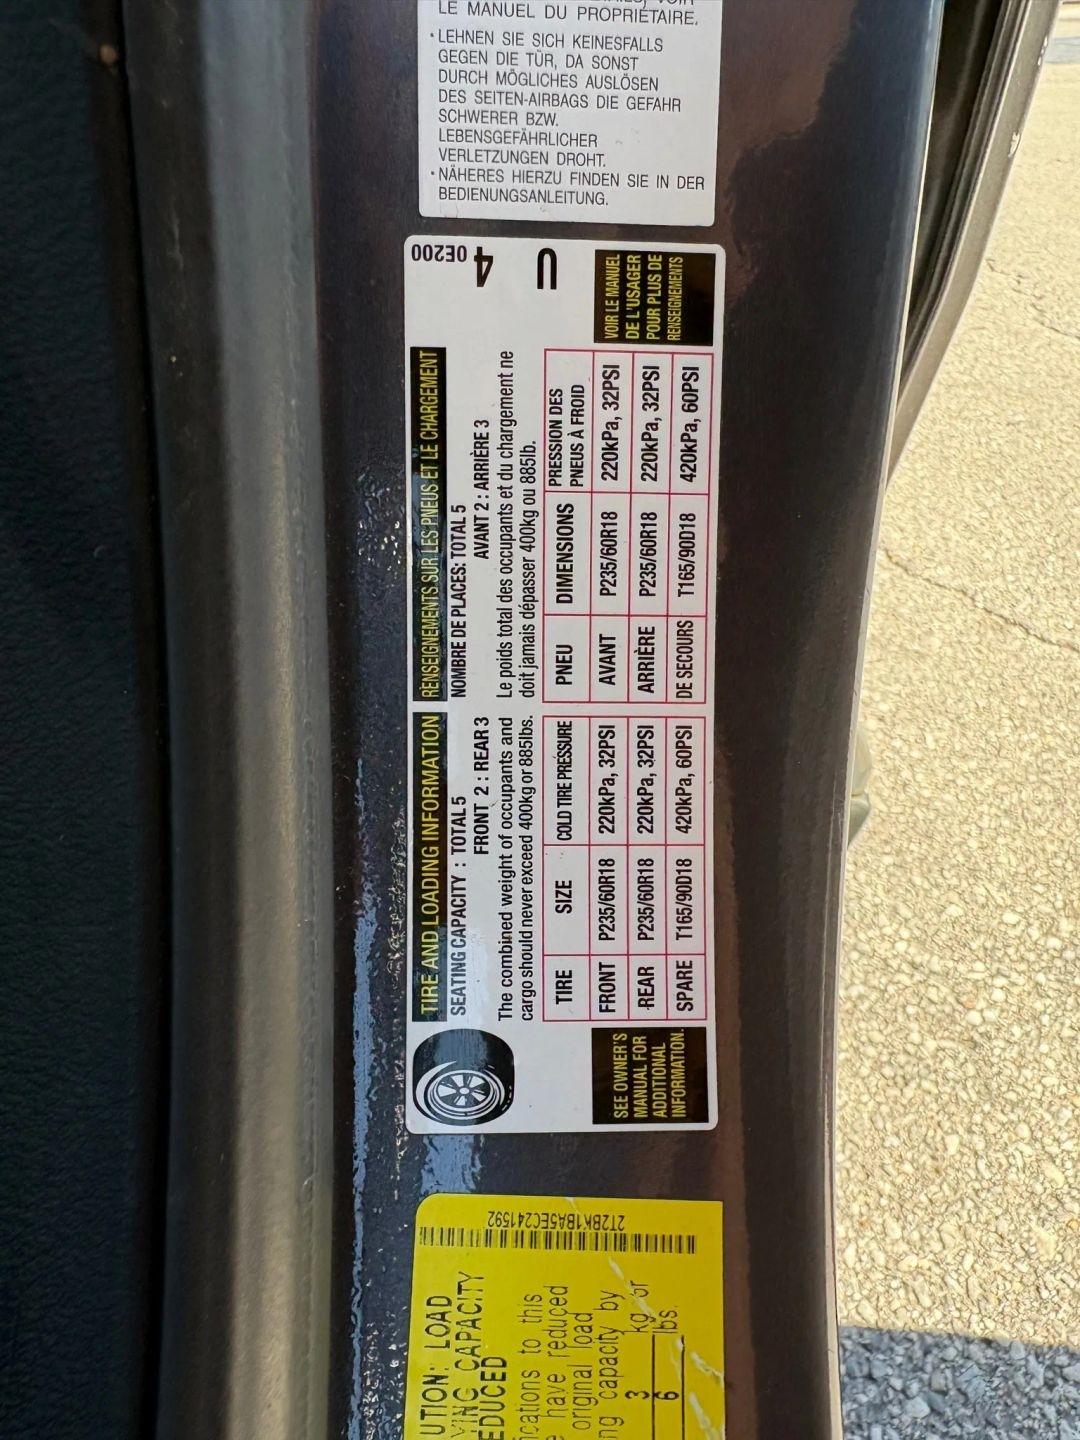 LE MANUEL DU PROPRIÉTAIRE.
• LEHNEN SIE SICH KEINESFALLS
GEGEN DIE TÜR, DA SONST
DURCH MÖGLICHES AUSLÖSEN
DES SEITEN-AIRBAGS DIE GEFAHR
SCHWERER BZW.
LEBENSGEFÄHRLICHER
VERLETZUNGEN DROHT.
• NÄHERES HIERZU FINDEN SIE IN DER
BEDIENUNGSANLEITUNG.
TIRE AND LOADING INFORMATION
SEATING CAPACITY : TOTAL 5
FRONT 2 : REAR 3
The combined weight of occupants and
cargo should never exceed 400kg or 885lbs.
TIRE SIZE COLD TIRE PRESSURE
FRONT P235/60R18 220kPa, 32PSI
REAR P235/60R18 220kPa, 32PSI
SPARE T165/90D18 420kPa, 60PSI
SEE OWNER'S
MANUAL FOR
ADDITIONAL
INFORMATION.
RENSEIGNEMENTS SUR LES PNEUS ET LE CHARGEMENT
NOMBRE DE PLACES: TOTAL 5
AVANT 2 : ARRIÈRE 3
Le poids total des occupants et du chargement ne
doit jamais dépasser 400kg ou 885lb.
PNEU DIMENSIONS PRESSION DES
PNEUS À FROID
AVANT P235/60R18 220kPa, 32PSI
ARRIÈRE P235/60R18 220kPa, 32PSI
DE SECOURS T165/90D18 420kPa, 60PSI
VOIR LE MANUEL
DE L'USAGER
POUR PLUS DE
RENSEIGNEMENTS
0E200
4
U
2T2BK1BA5EC241592
UTION: LOAD
YING CAPACITY
EDUCED
ications to this
have reduced
original load
ng capacity by
3 kg or
6 lbs.